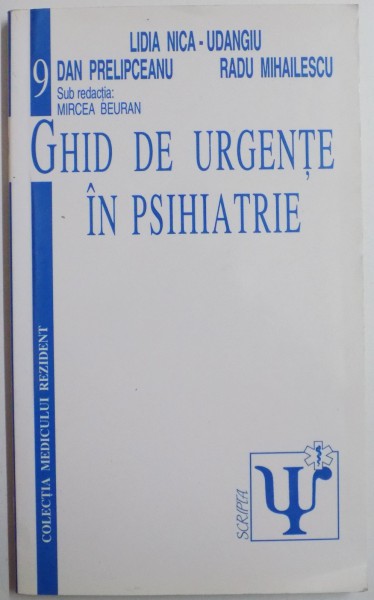 LIDIA NICA - UDANGIU
9 DAN PRELIPCEANU RADU MIHAILESCU
Sub redacția:
MIRCEA BEURAN
GHID DE URGENȚE
ÎN PSIHIATRIE
COLECȚIA MEDICULUI REZIDENT
SCRIPTA